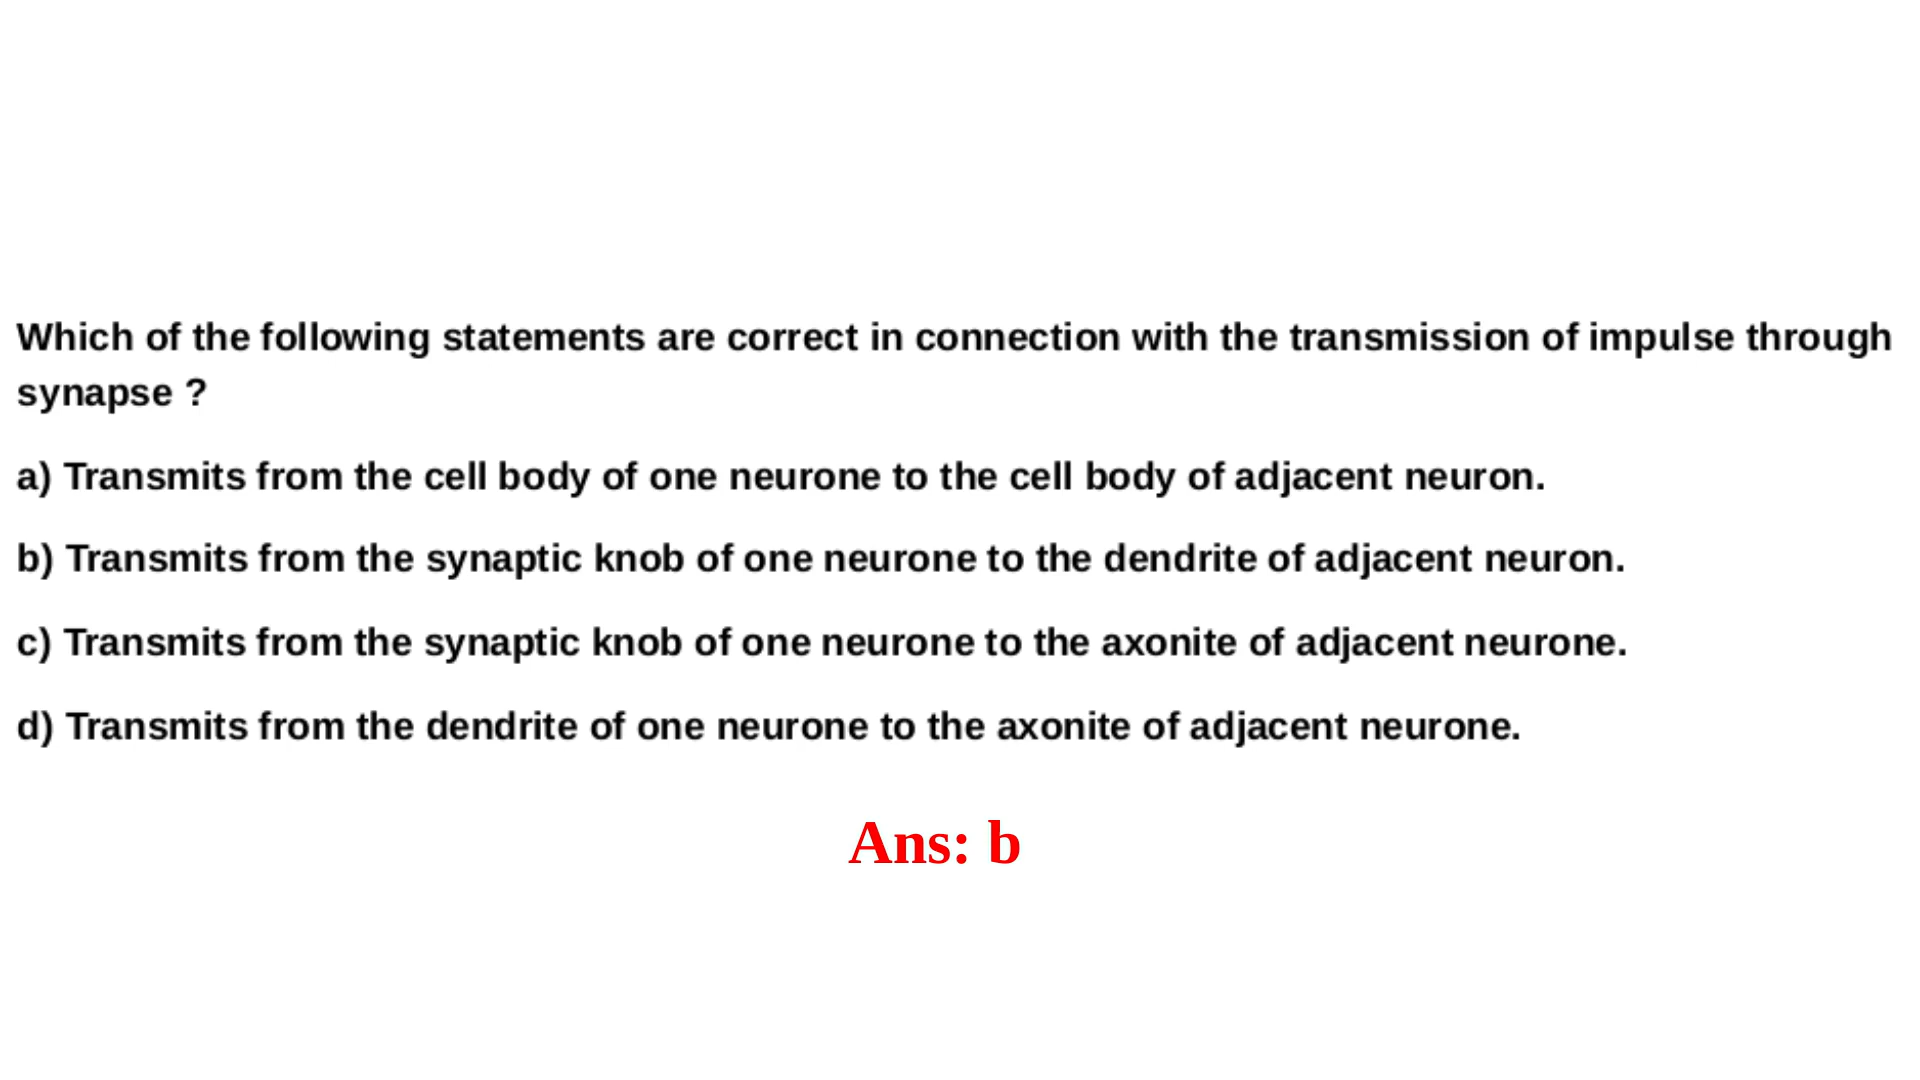 Which of the following statements are correct in connection with the transmission of impulse through
synapse ?
a) Transmits from the cell body of one neurone to the cell body of adjacent neuron.
b) Transmits from the synaptic knob of one neurone to the dendrite of adjacent neuron.
c) Transmits from the synaptic knob of one neurone to the axonite of adjacent neurone.
d) Transmits from the dendrite of one neurone to the axonite of adjacent neurone.
Ans: b